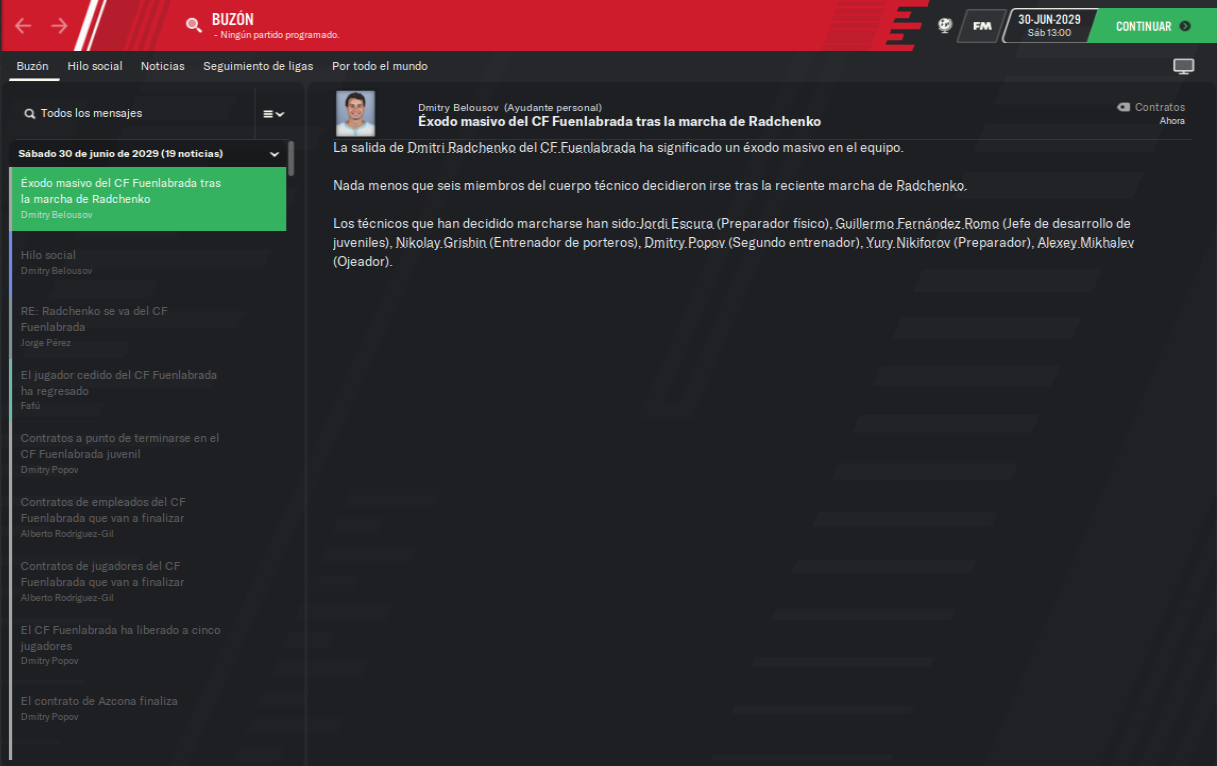 BUZÓN
- Ningún partido programado.
FM
30-JUN-2029
Sáb 13:00
CONTINUAR
Buzón
Hilo social
Noticias
Seguimiento de ligas
Por todo el mundo
Todos los mensajes
Sábado 30 de junio de 2029 (19 noticias)
Éxodo masivo del CF Fuenlabrada tras
la marcha de Radchenko
Dmitry Belousov
Hilo social
Dmitry Belousov
RE: Radchenko se va del CF
Fuenlabrada
Jorge Pérez
El jugador cedido del CF Fuenlabrada
ha regresado
Fafú
Contratos a punto de terminarse en el
CF Fuenlabrada juvenil
Dmitry Popov
Contratos de empleados del CF
Fuenlabrada que van a finalizar
Alberto Rodríguez-Gil
Contratos de jugadores del CF
Fuenlabrada que van a finalizar
Alberto Rodríguez-Gil
El CF Fuenlabrada ha liberado a cinco
jugadores
Dmitry Popov
El contrato de Azcona finaliza
Dmitry Popov
Dmitry Belousov (Ayudante personal)
Éxodo masivo del CF Fuenlabrada tras la marcha de Radchenko
Contratos
Ahora
La salida de Dmitri Radchenko del CF Fuenlabrada ha significado un éxodo masivo en el equipo.
Nada menos que seis miembros del cuerpo técnico decidieron irse tras la reciente marcha de Radchenko.
Los técnicos que han decidido marcharse han sido:Jordi Escura (Preparador físico), Guillermo Fernández Romo (Jefe de desarrollo de
juveniles), Nikolay Grishin (Entrenador de porteros), Dmitry Popov (Segundo entrenador), Yury Nikiforov (Preparador), Alexey Mikhalev
(Ojeador).